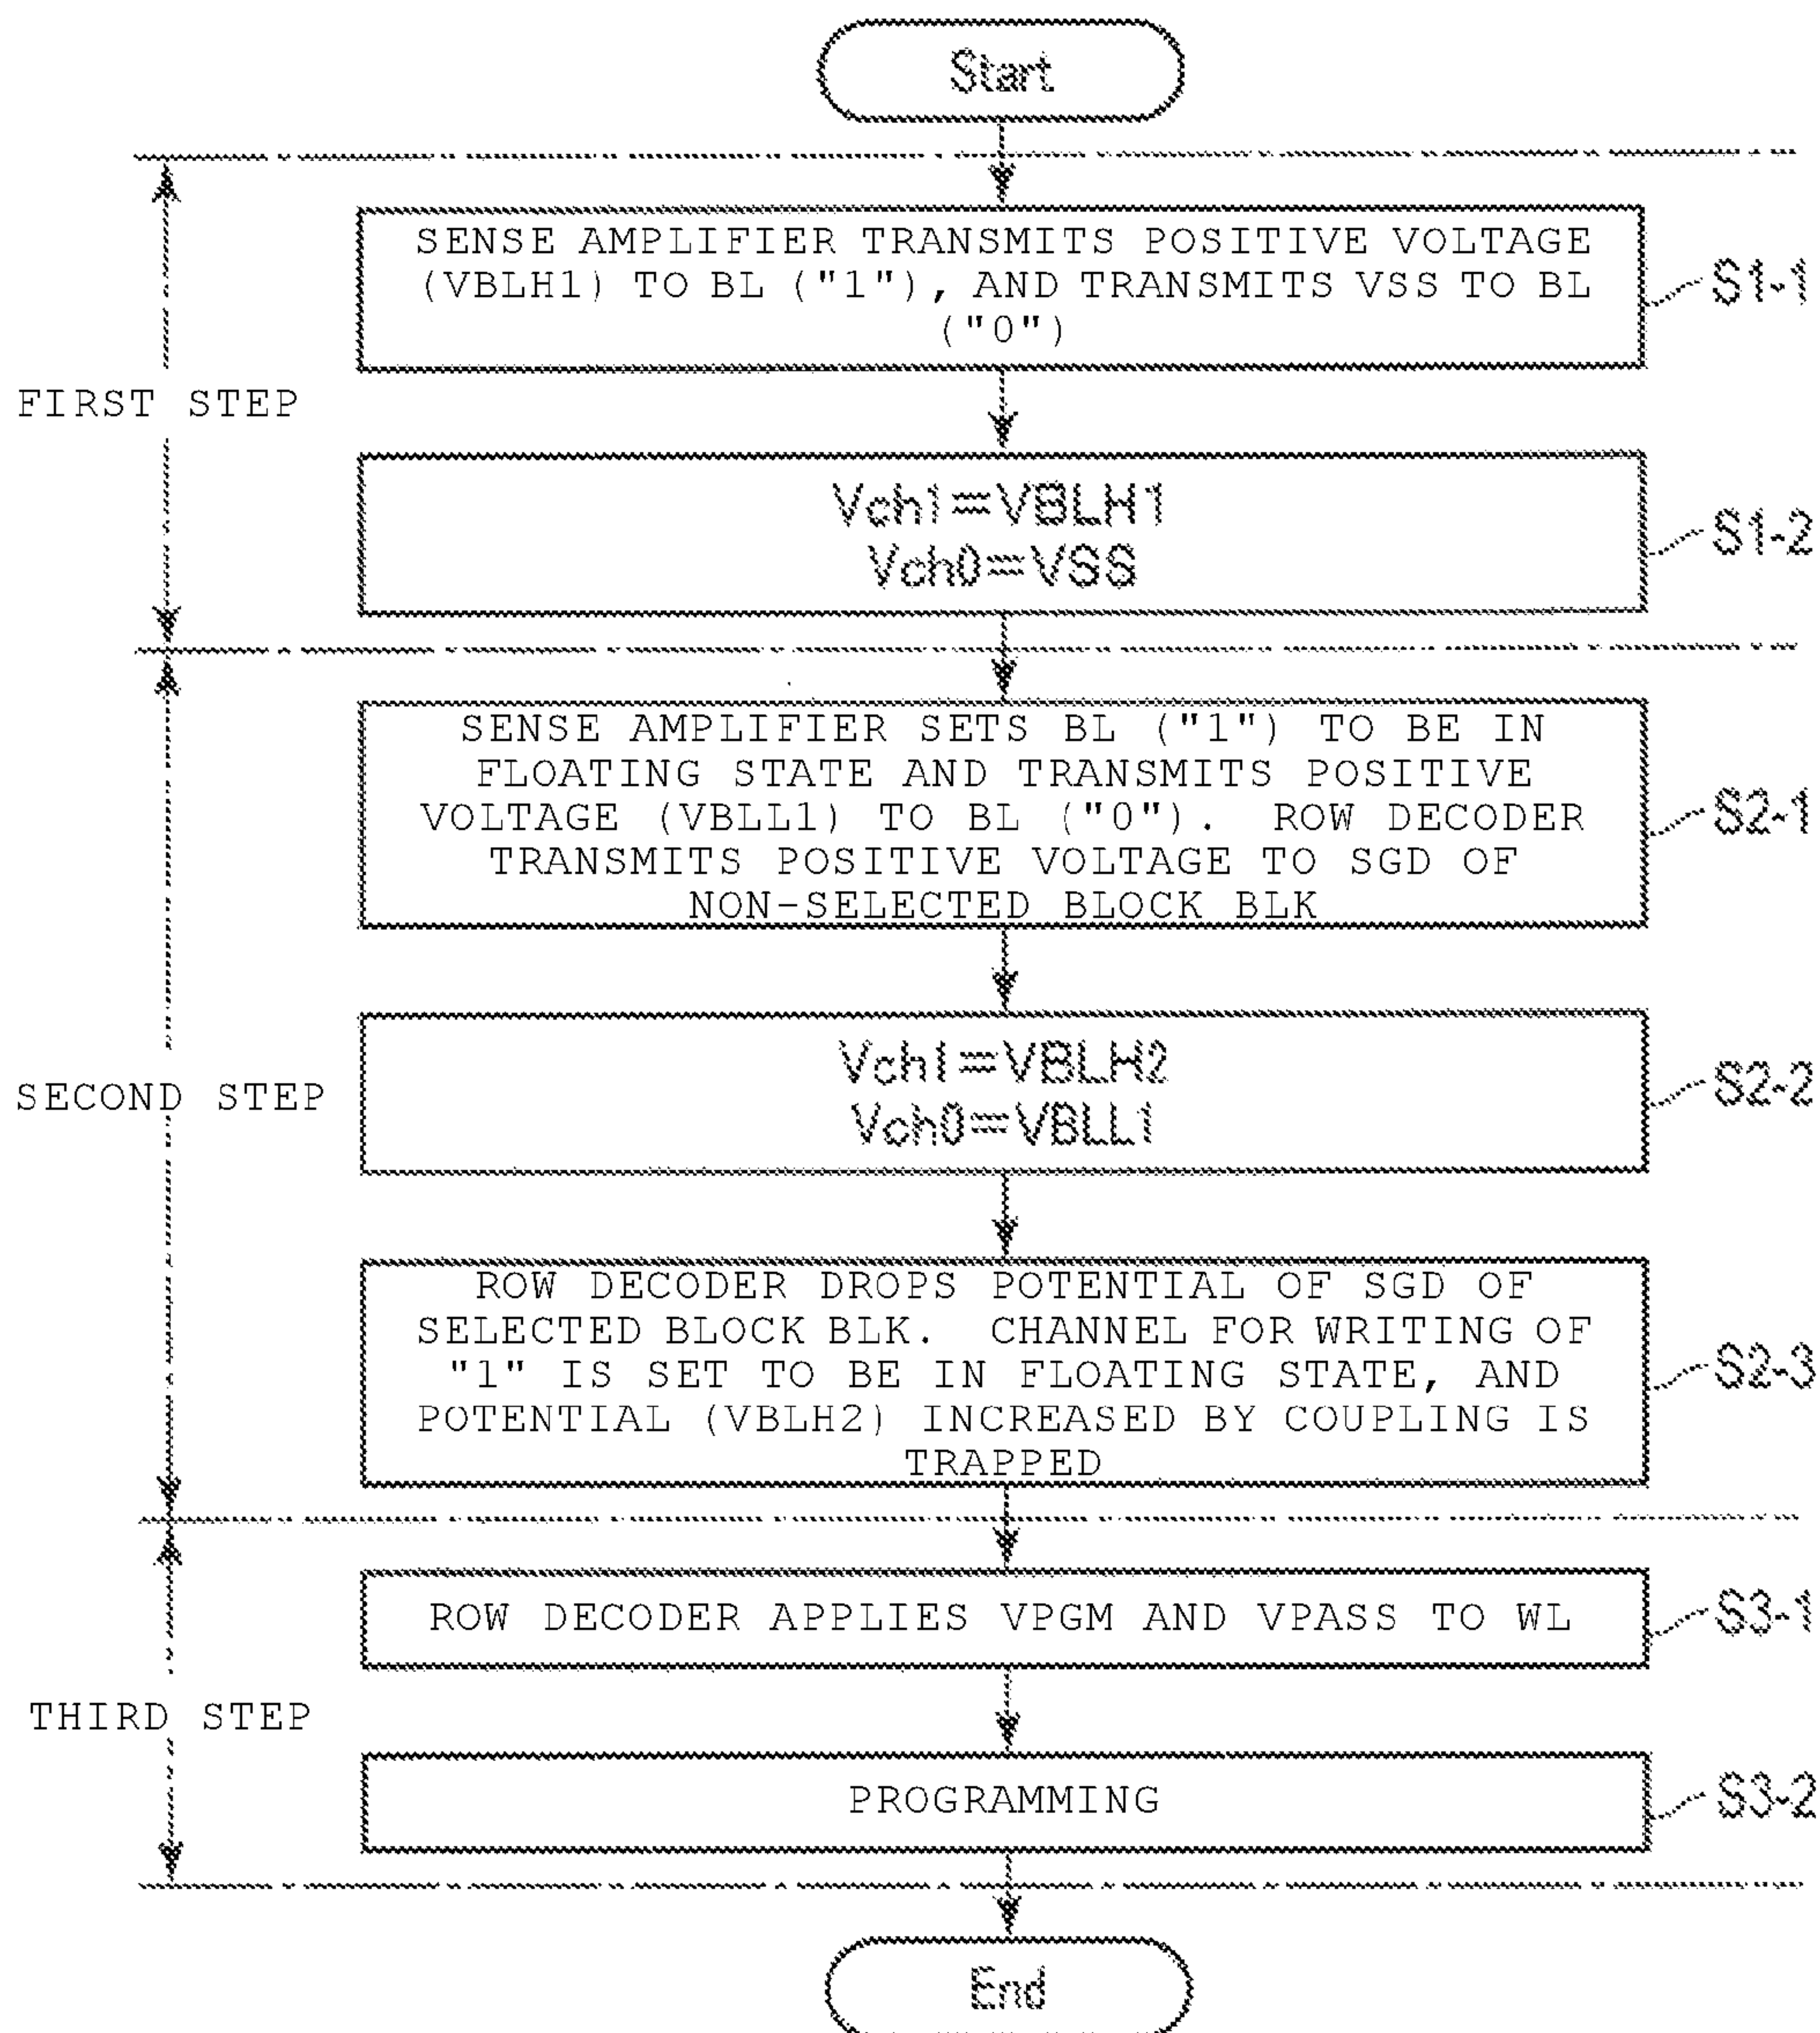 Start
SENSE AMPLIFIER TRANSMITS POSITIVE VOLTAGE
(VBLH1) TO BL ("1"), AND TRANSMITS VSS TO BL
("0")
S1-1
FIRST STEP
Vch1=VBLH1
Vch0=VSS
S1-2
SENSE AMPLIFIER SETS BL ("1") TO BE IN
FLOATING STATE AND TRANSMITS POSITIVE
VOLTAGE (VBLL1) TO BL ("0"). ROW DECODER
TRANSMITS POSITIVE VOLTAGE TO SGD OF
NON-SELECTED BLOCK BLK
S2-1
SECOND STEP
Vch1=VBLH2
Vch0=VBLL1
S2-2
ROW DECODER DROPS POTENTIAL OF SGD OF
SELECTED BLOCK BLK. CHANNEL FOR WRITING OF
"1" IS SET TO BE IN FLOATING STATE, AND
POTENTIAL (VBLH2) INCREASED BY COUPLING IS
TRAPPED
S2-3
ROW DECODER APPLIES VPGM AND VPASS TO WL
S3-1
THIRD STEP
PROGRAMMING
S3-2
End